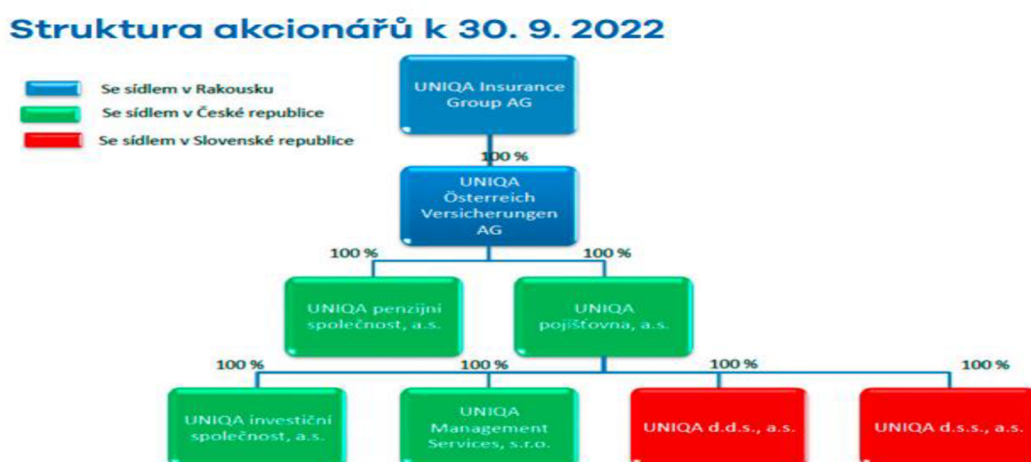 Struktura akcionářů k 30. 9. 2022
Se sídlem v Rakousku
Se sídlem v České republice
Se sídlem v Slovenské republice
UNIQA Insurance
Group AG
100 %
UNIQA
Österreich
Versicherungen
AG
100 %
100 %
UNIQA penzijní
společnost, a.s.
UNIQA
pojišťovna, a.s.
100 %
100 %
100 %
100 %
UNIQA investiční
společnost, a.s.
UNIQA
Management
Services, s.r.o.
UNIQA d.d.s., a.s.
UNIQA d.s.s., a.s.